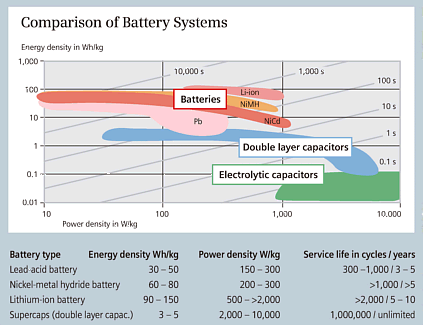 Comparison of Battery Systems
Energy density in Wh/kg
1,000
10,000 s
1,000 s
100 s
100
Li-ion
Batteries
NiMH
10 s
10
Pb
NiCd
1 s
1
Double layer capacitors
0.1 s
0.1
Electrolytic capacitors
0.01
10
100
1,000
10,000
Power density in W/kg
Battery type Energy density Wh/kg Power density W/kg Service life in cycles / years
Lead-acid battery 30 – 50 150 – 300 300 –1,000 / 3 – 5
Nickel-metal hydride battery 60 – 80 200 – 300 >1,000 / >5
Lithium-ion battery 90 – 150 500 – >2,000 >2,000 / 5 – 10
Supercaps (double layer capac.) 3 – 5 2,000 – 10,000 1,000,000 / unlimited